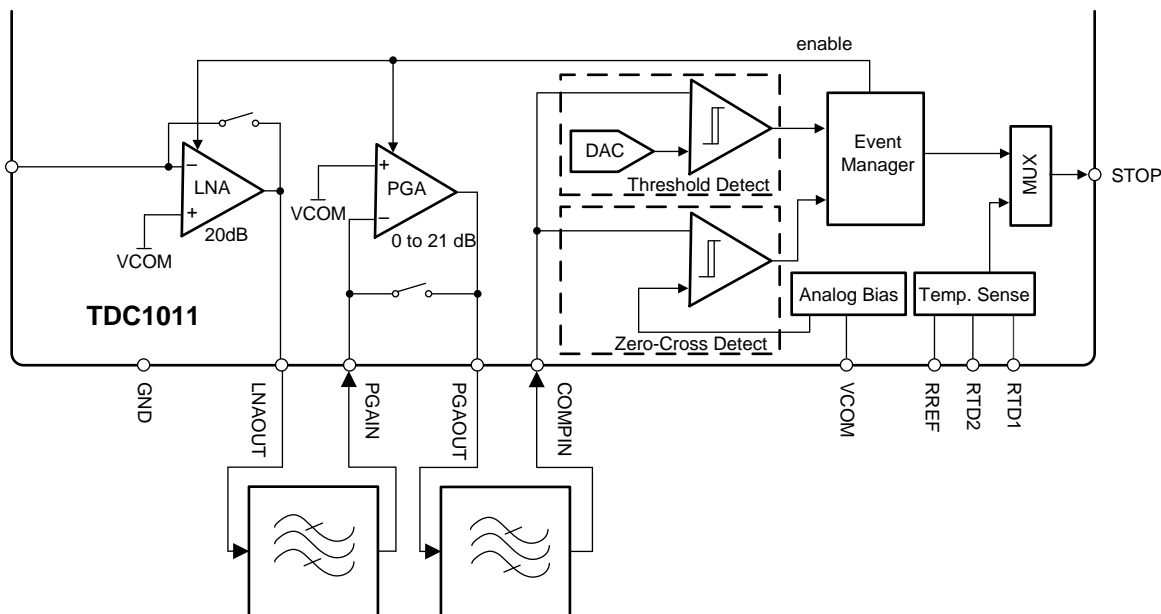 enable
DAC
Threshold Detect
Event
Manager
MUX
STOP
−
LNA
+
20dB
VCOM
+
PGA
−
VCOM
0 to 21 dB
Zero-Cross Detect
Analog Bias
Temp. Sense
TDC1011
GND
LNAOUT
PGAIN
PGAOUT
COMPIN
VCOM
RREF
RTD2
RTD1